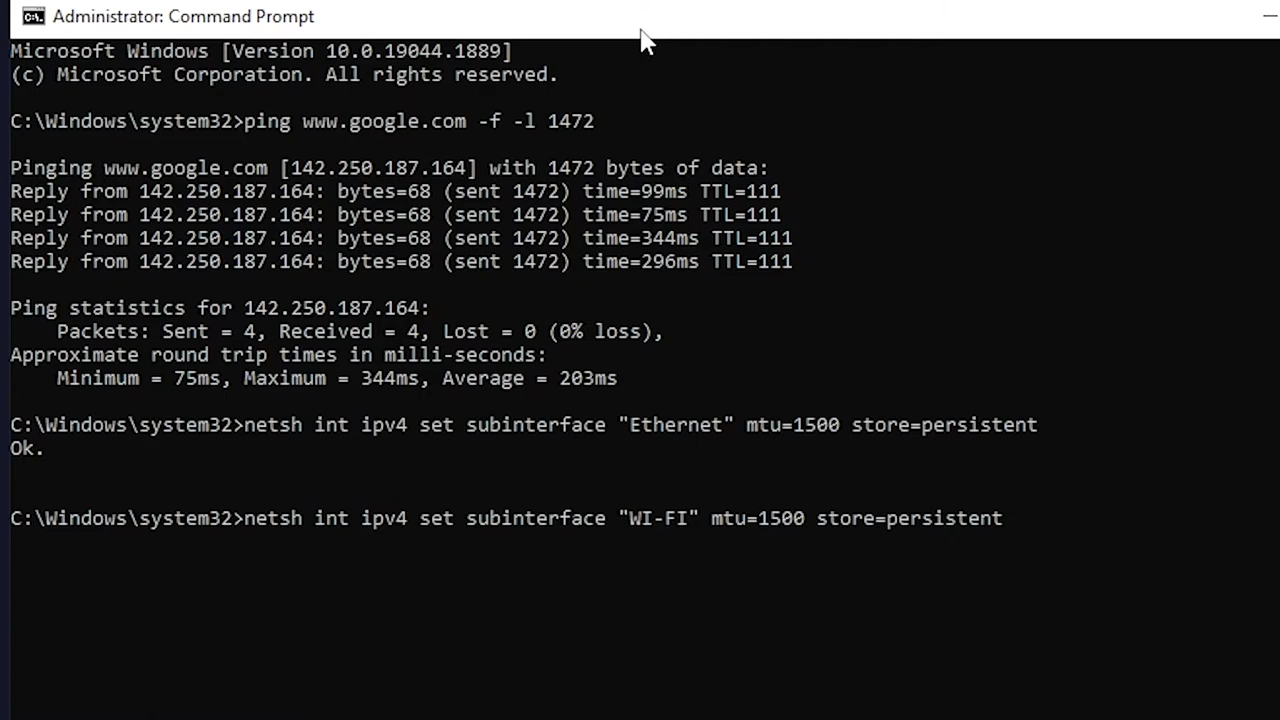 Administrator: Command Prompt
Microsoft Windows [Version 10.0.19044.1889]
(c) Microsoft Corporation. All rights reserved.
C:\Windows\system32>ping www.google.com -f -l 1472
Pinging www.google.com [142.250.187.164] with 1472 bytes of data:
Reply from 142.250.187.164: bytes=68 (sent 1472) time=99ms TTL=111
Reply from 142.250.187.164: bytes=68 (sent 1472) time=75ms TTL=111
Reply from 142.250.187.164: bytes=68 (sent 1472) time=344ms TTL=111
Reply from 142.250.187.164: bytes=68 (sent 1472) time=296ms TTL=111
Ping statistics for 142.250.187.164:
Packets: Sent = 4, Received = 4, Lost = 0 (0% loss),
Approximate round trip times in milli-seconds:
Minimum = 75ms, Maximum = 344ms, Average = 203ms
C:\Windows\system32>netsh int ipv4 set subinterface "Ethernet" mtu=1500 store=persistent
Ok.
C:\Windows\system32>netsh int ipv4 set subinterface "WI-FI" mtu=1500 store=persistent